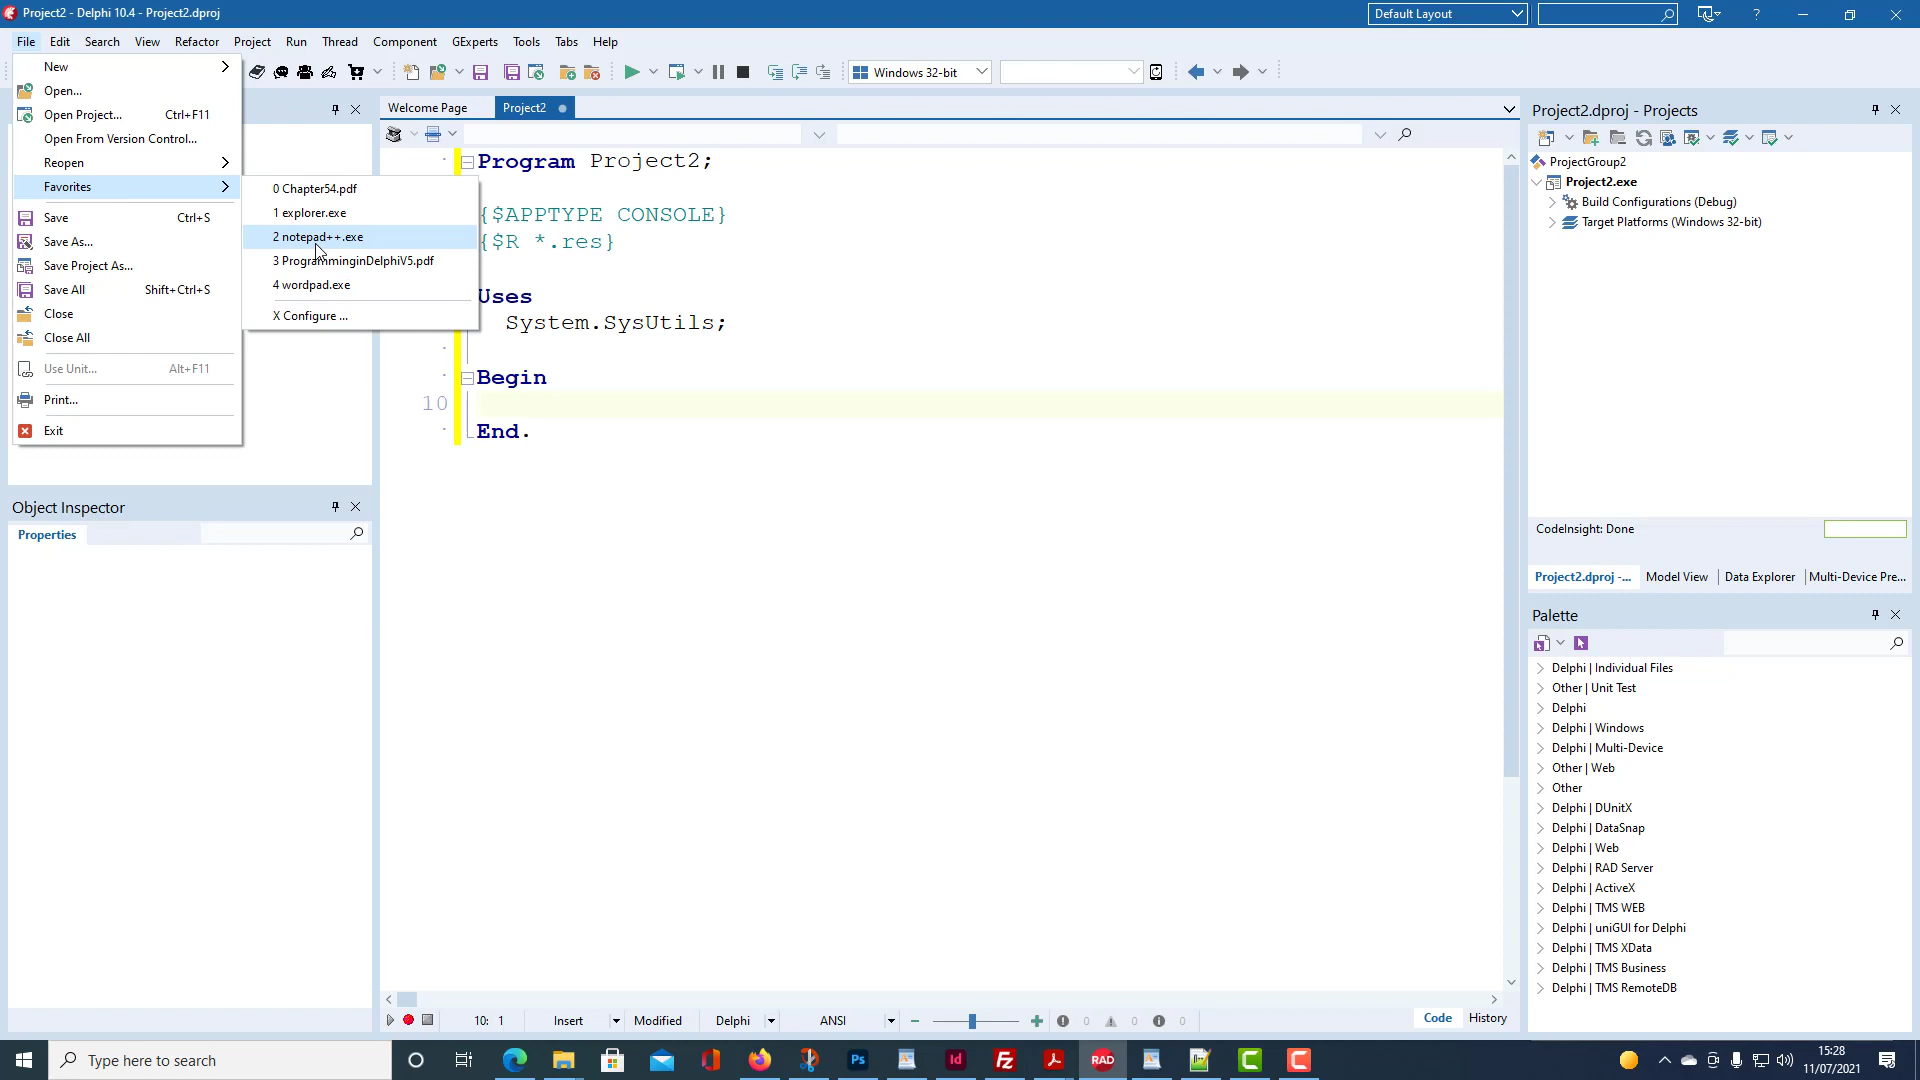 Project2 - Delphi 10.4 - Project2.dproj
Default Layout
?
File Edit Search View Refactor Project Run Thread Component GExperts Tools Tabs Help
Windows 32-bit
New
Open...
Open Project... Ctrl+F11
Open From Version Control...
Reopen
Favorites
Save Ctrl+S
Save As...
Save Project As...
Save All Shift+Ctrl+S
Close
Close All
Use Unit... Alt+F11
Print...
Exit
0 Chapter54.pdf
1 explorer.exe
2 notepad++.exe
3 ProgramminginDelphiV5.pdf
4 wordpad.exe
X Configure ...
Welcome Page Project2
Program Project2;
{$APPTYPE CONSOLE}
{$R *.res}
Uses
System.SysUtils;
Begin
10
End.
Object Inspector
Properties
10: 1 Insert Modified Delphi ANSI 0 0 0
Code History
Project2.dproj - Projects
ProjectGroup2
Project2.exe
Build Configurations (Debug)
Target Platforms (Windows 32-bit)
CodeInsight: Done
Project2.dproj -... Model View Data Explorer Multi-Device Pre...
Palette
Delphi | Individual Files
Other | Unit Test
Delphi
Delphi | Windows
Delphi | Multi-Device
Other | Web
Other
Delphi | DUnitX
Delphi | DataSnap
Delphi | Web
Delphi | RAD Server
Delphi | ActiveX
Delphi | TMS WEB
Delphi | uniGUI for Delphi
Delphi | TMS XData
Delphi | TMS Business
Delphi | TMS RemoteDB
Type here to search
Ps
Id
Fz
RAD
15:28
11/07/2021